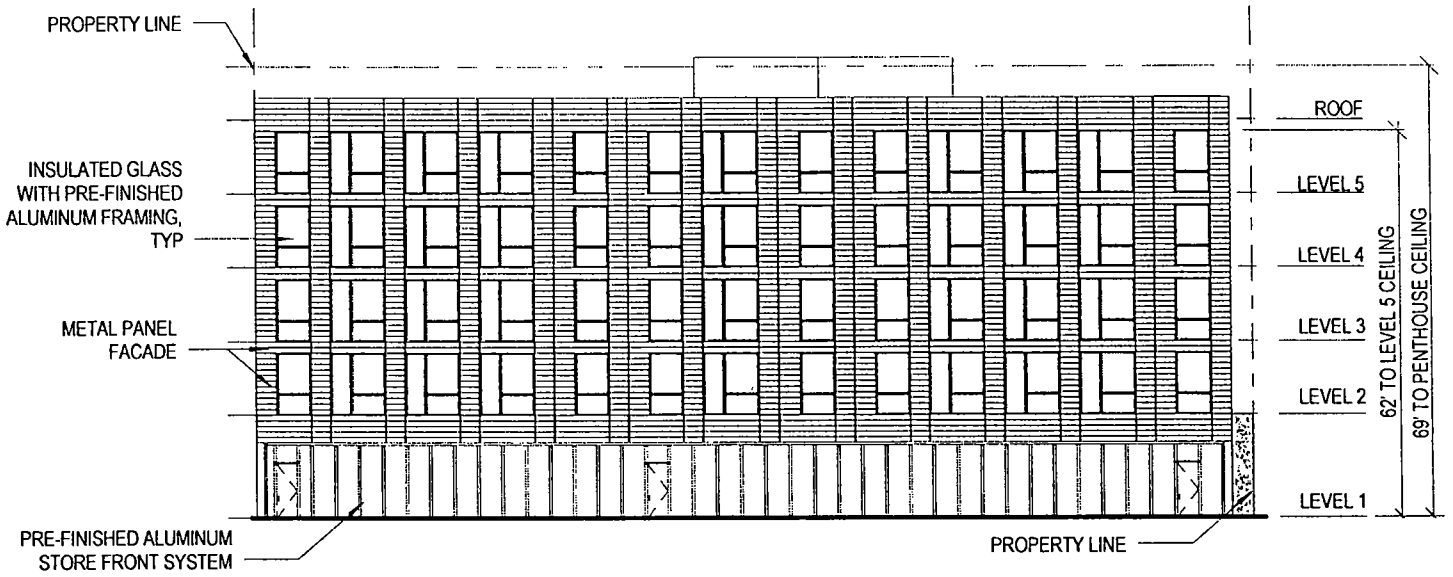 PROPERTY LINE
INSULATED GLASS
WITH PRE-FINISHED
ALUMINUM FRAMING,
TYP
METAL PANEL
FACADE
PRE-FINISHED ALUMINUM
STORE FRONT SYSTEM
PROPERTY LINE
ROOF
LEVEL 5
LEVEL 4
LEVEL 3
LEVEL 2
LEVEL 1
62' TO LEVEL 5 CEILING
69' TO PENTHOUSE CEILING